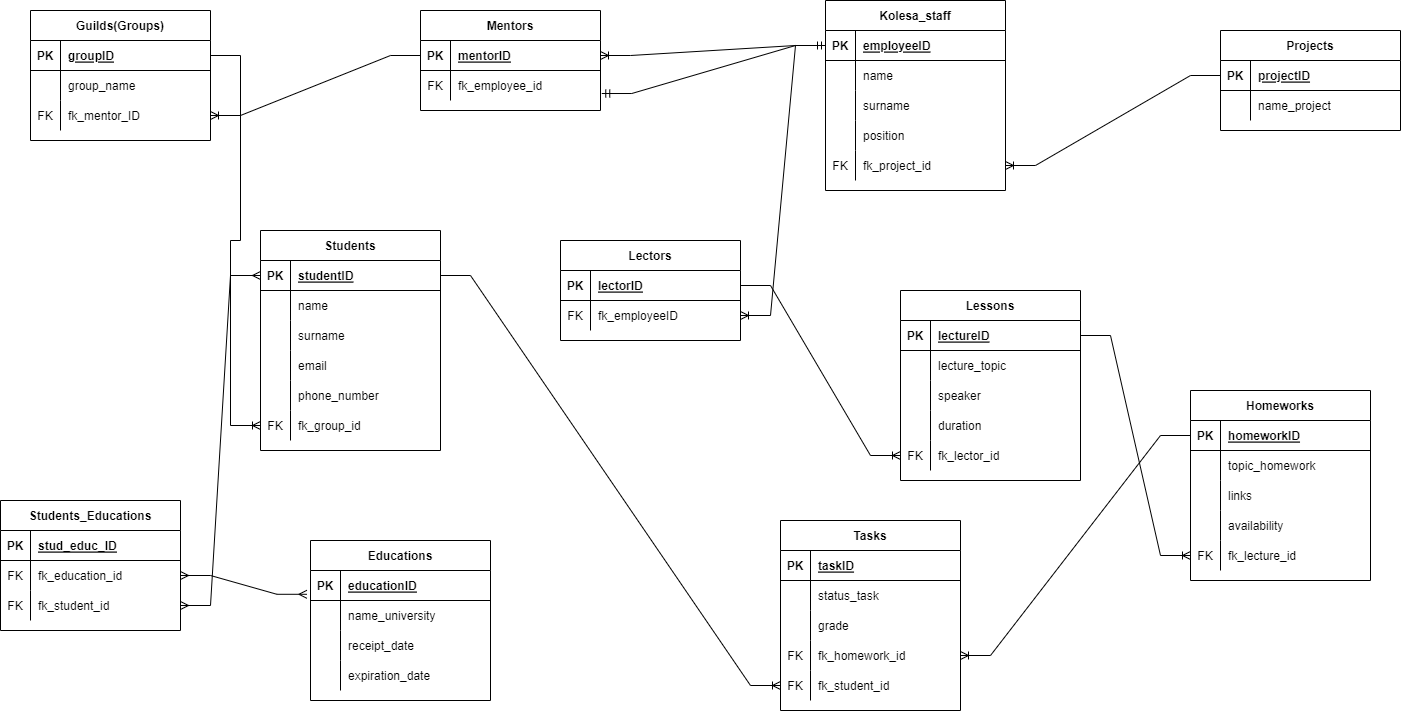 Guilds(Groups)
PK groupID
group_name
FK fk_mentor_ID
Mentors
PK mentorID
FK fk_employee_id
Kolesa_staff
PK employeeID
name
surname
position
FK fk_project_id
Projects
PK projectID
name_project
Students
PK studentID
name
surname
email
phone_number
FK fk_group_id
Lectors
PK lectorID
FK fk_employeeID
Lessons
PK lectureID
lecture_topic
speaker
duration
FK fk_lector_id
Homeworks
PK homeworkID
topic_homework
links
availability
FK fk_lecture_id
Students_Educations
PK stud_educ_ID
FK fk_education_id
FK fk_student_id
Educations
PK educationID
name_university
receipt_date
expiration_date
Tasks
PK taskID
status_task
grade
FK fk_homework_id
FK fk_student_id